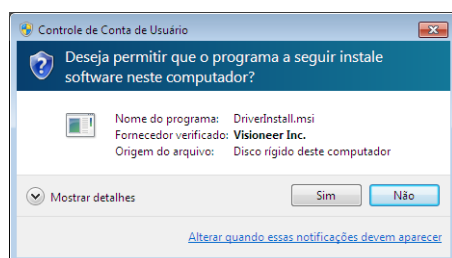 Controle de Conta de Usuário
Deseja permitir que o programa a seguir instale
software neste computador?
Nome do programa: DriverInstall.msi
Fornecedor verificado: Visioneer Inc.
Origem do arquivo: Disco rígido deste computador
Mostrar detalhes Sim Não
Alterar quando essas notificações devem aparecer